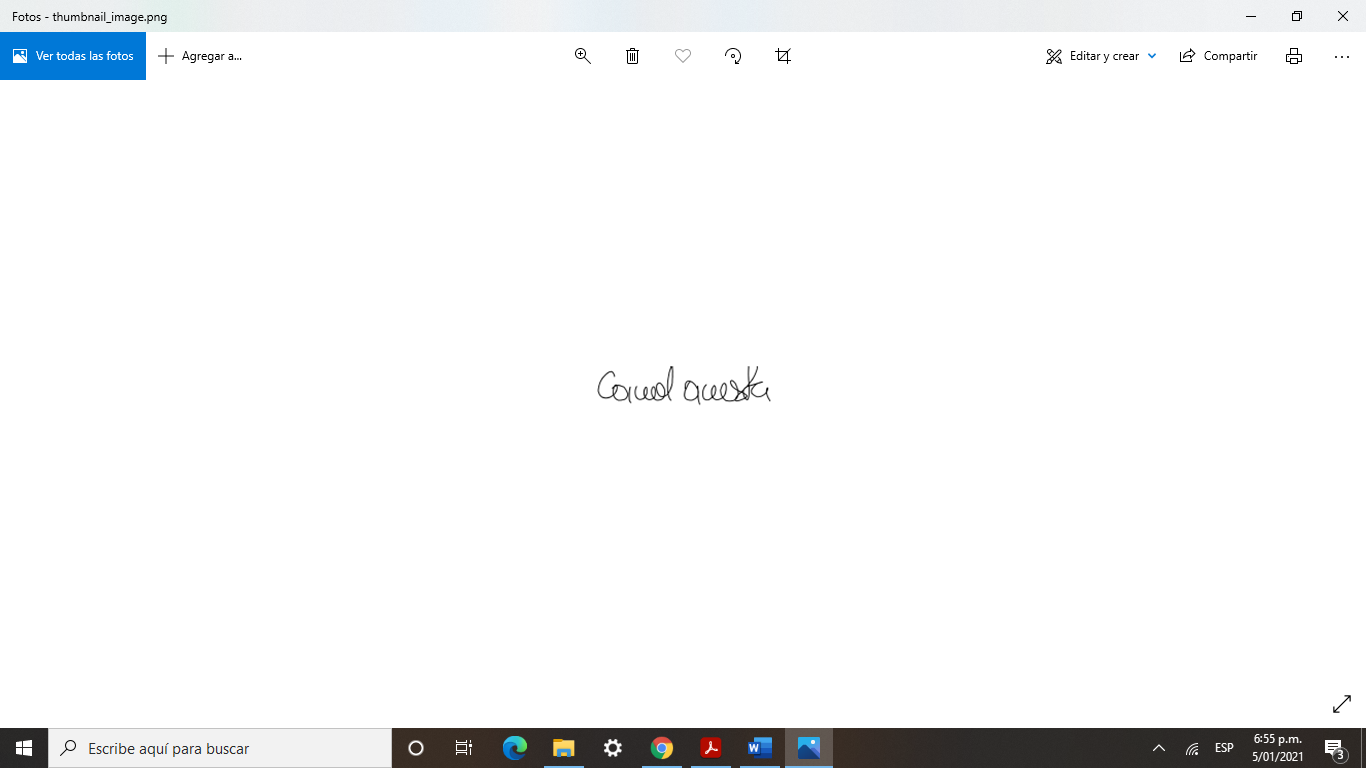 Fotos - thumbnail_image.png
Ver todas las fotos
Agregar a...
Editar y crear
Compartir
Escribe aquí para buscar
ESP
6:55 p.m.
5/01/2021
3